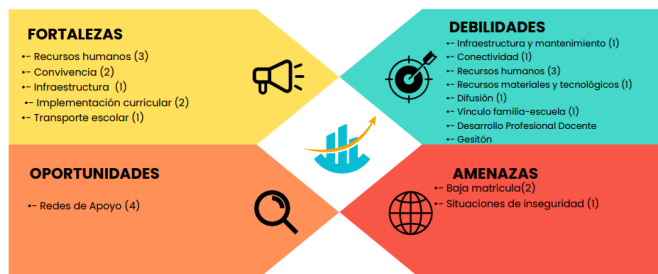 FORTALEZAS
•- Recursos humanos (3)
•- Convivencia (2)
•- Infraestructura (1)
•- Implementación curricular (2)
•- Transporte escolar (1)
DEBILIDADES
•- Infraestructura y mantenimiento (1)
•- Conectividad (1)
•- Recursos humanos (3)
•- Recursos materiales y tecnológicos (1)
•- Difusión (1)
•- Vínculo familia-escuela (1)
•- Desarrollo Profesional Docente
•- Gesitón
OPORTUNIDADES
•- Redes de Apoyo (4)
AMENAZAS
•- Baja matrícula(2)
•- Situaciones de inseguridad (1)